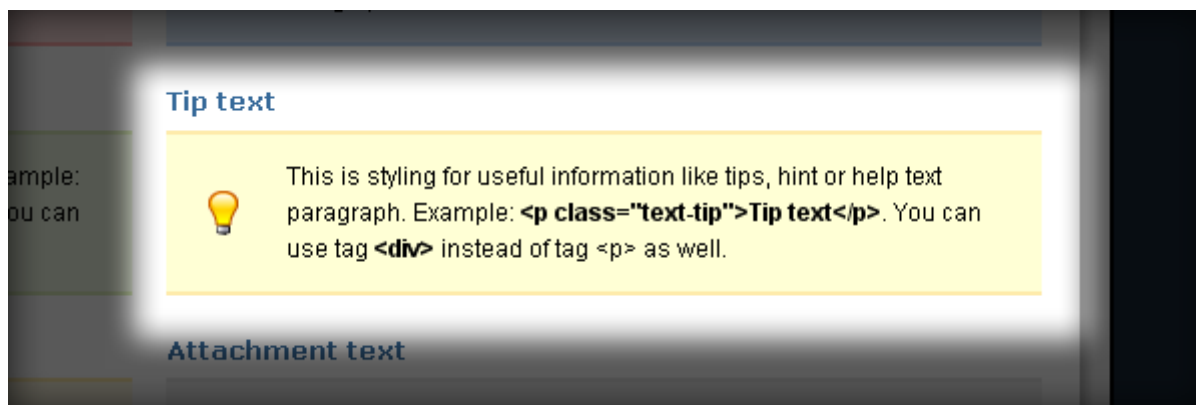 Tip text
ample:
ou can
This is styling for useful information like tips, hint or help text
paragraph. Example: <p class="text-tip">Tip text</p>. You can
use tag <div> instead of tag <p> as well.
Attachment text